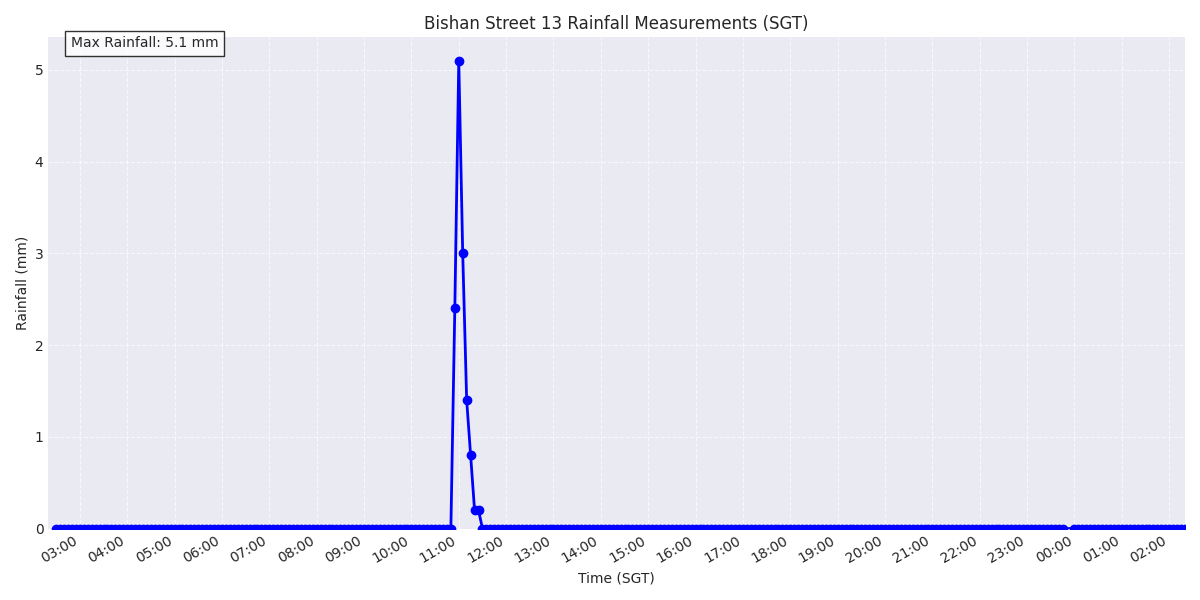 Bishan Street 13 Rainfall Measurements (SGT)
Max Rainfall: 5.1 mm
5
4
3
2
1
0
Rainfall (mm)
03:00 04:00 05:00 06:00 07:00 08:00 09:00 10:00 11:00 12:00 13:00 14:00 15:00 16:00 17:00 18:00 19:00 20:00 21:00 22:00 23:00 00:00 01:00 02:00
Time (SGT)